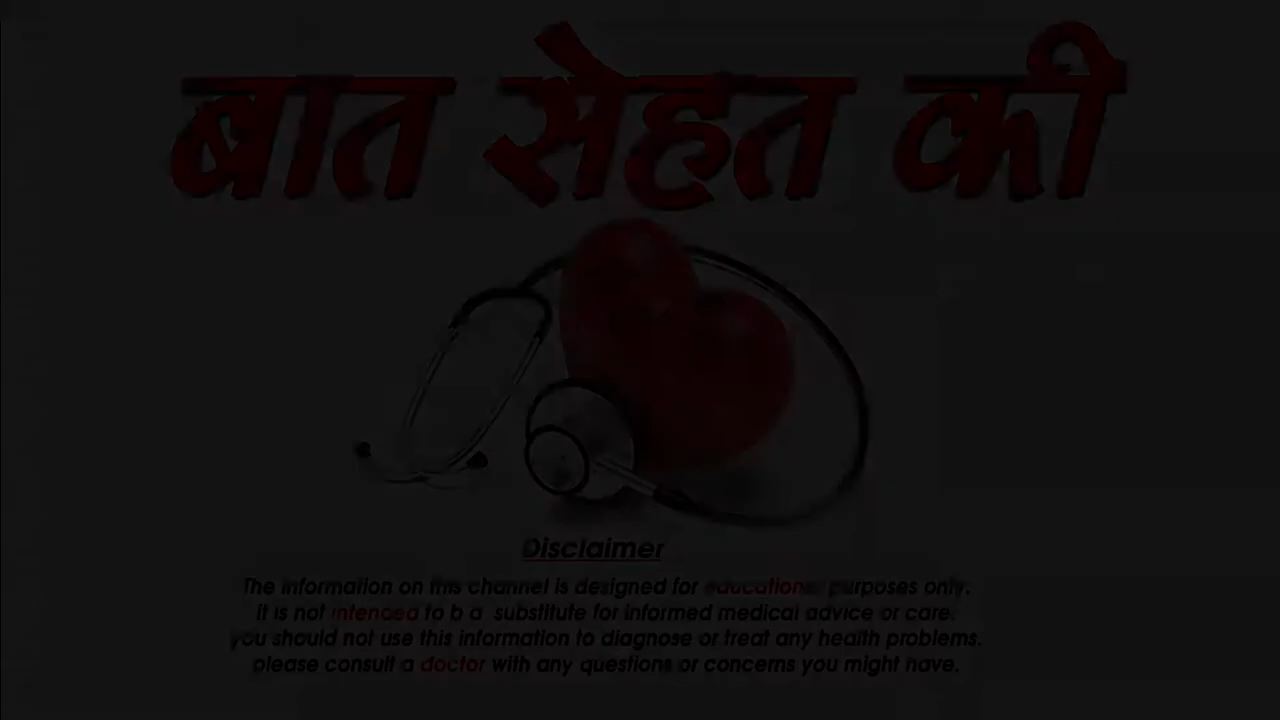 बात सेहत की
Disclaimer
The information on this channel is designed for educational purposes only.
it is not intended to b a substitute for informed medical advice or care.
you should not use this information to diagnose or treat any health problems.
please consult a doctor with any questions or concerns you might have.